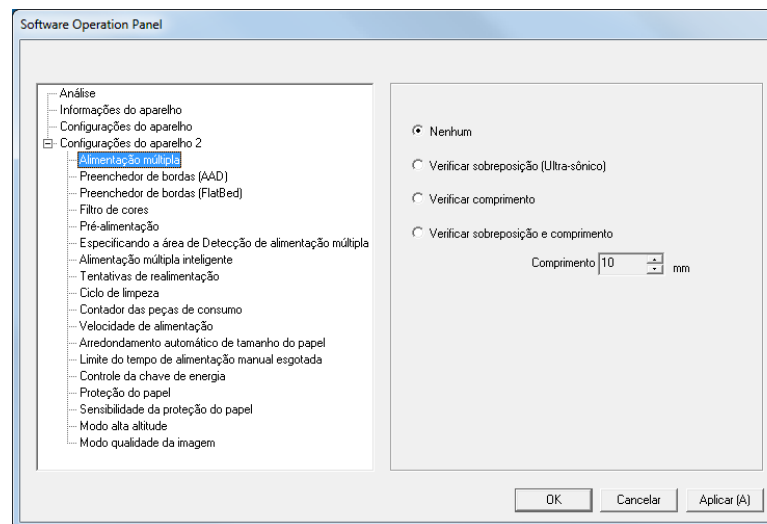 Software Operation Panel
Análise
Informações do aparelho
Configurações do aparelho
Configurações do aparelho 2
Alimentação múltipla
Preenchedor de bordas (AAD)
Preenchedor de bordas (FlatBed)
Filtro de cores
Pré-alimentação
Especificando a área de Detecção de alimentação múltipla
Alimentação múltipla inteligente
Tentativas de realimentação
Ciclo de limpeza
Contador das peças de consumo
Velocidade de alimentação
Arredondamento automático de tamanho do papel
Limite do tempo de alimentação manual esgotada
Controle da chave de energia
Proteção do papel
Sensibilidade da proteção do papel
Modo alta altitude
Modo qualidade da imagem
Nenhum
Verificar sobreposição (Ultra-sônico)
Verificar comprimento
Verificar sobreposição e comprimento
Comprimento 10 mm
OK Cancelar Aplicar (A)